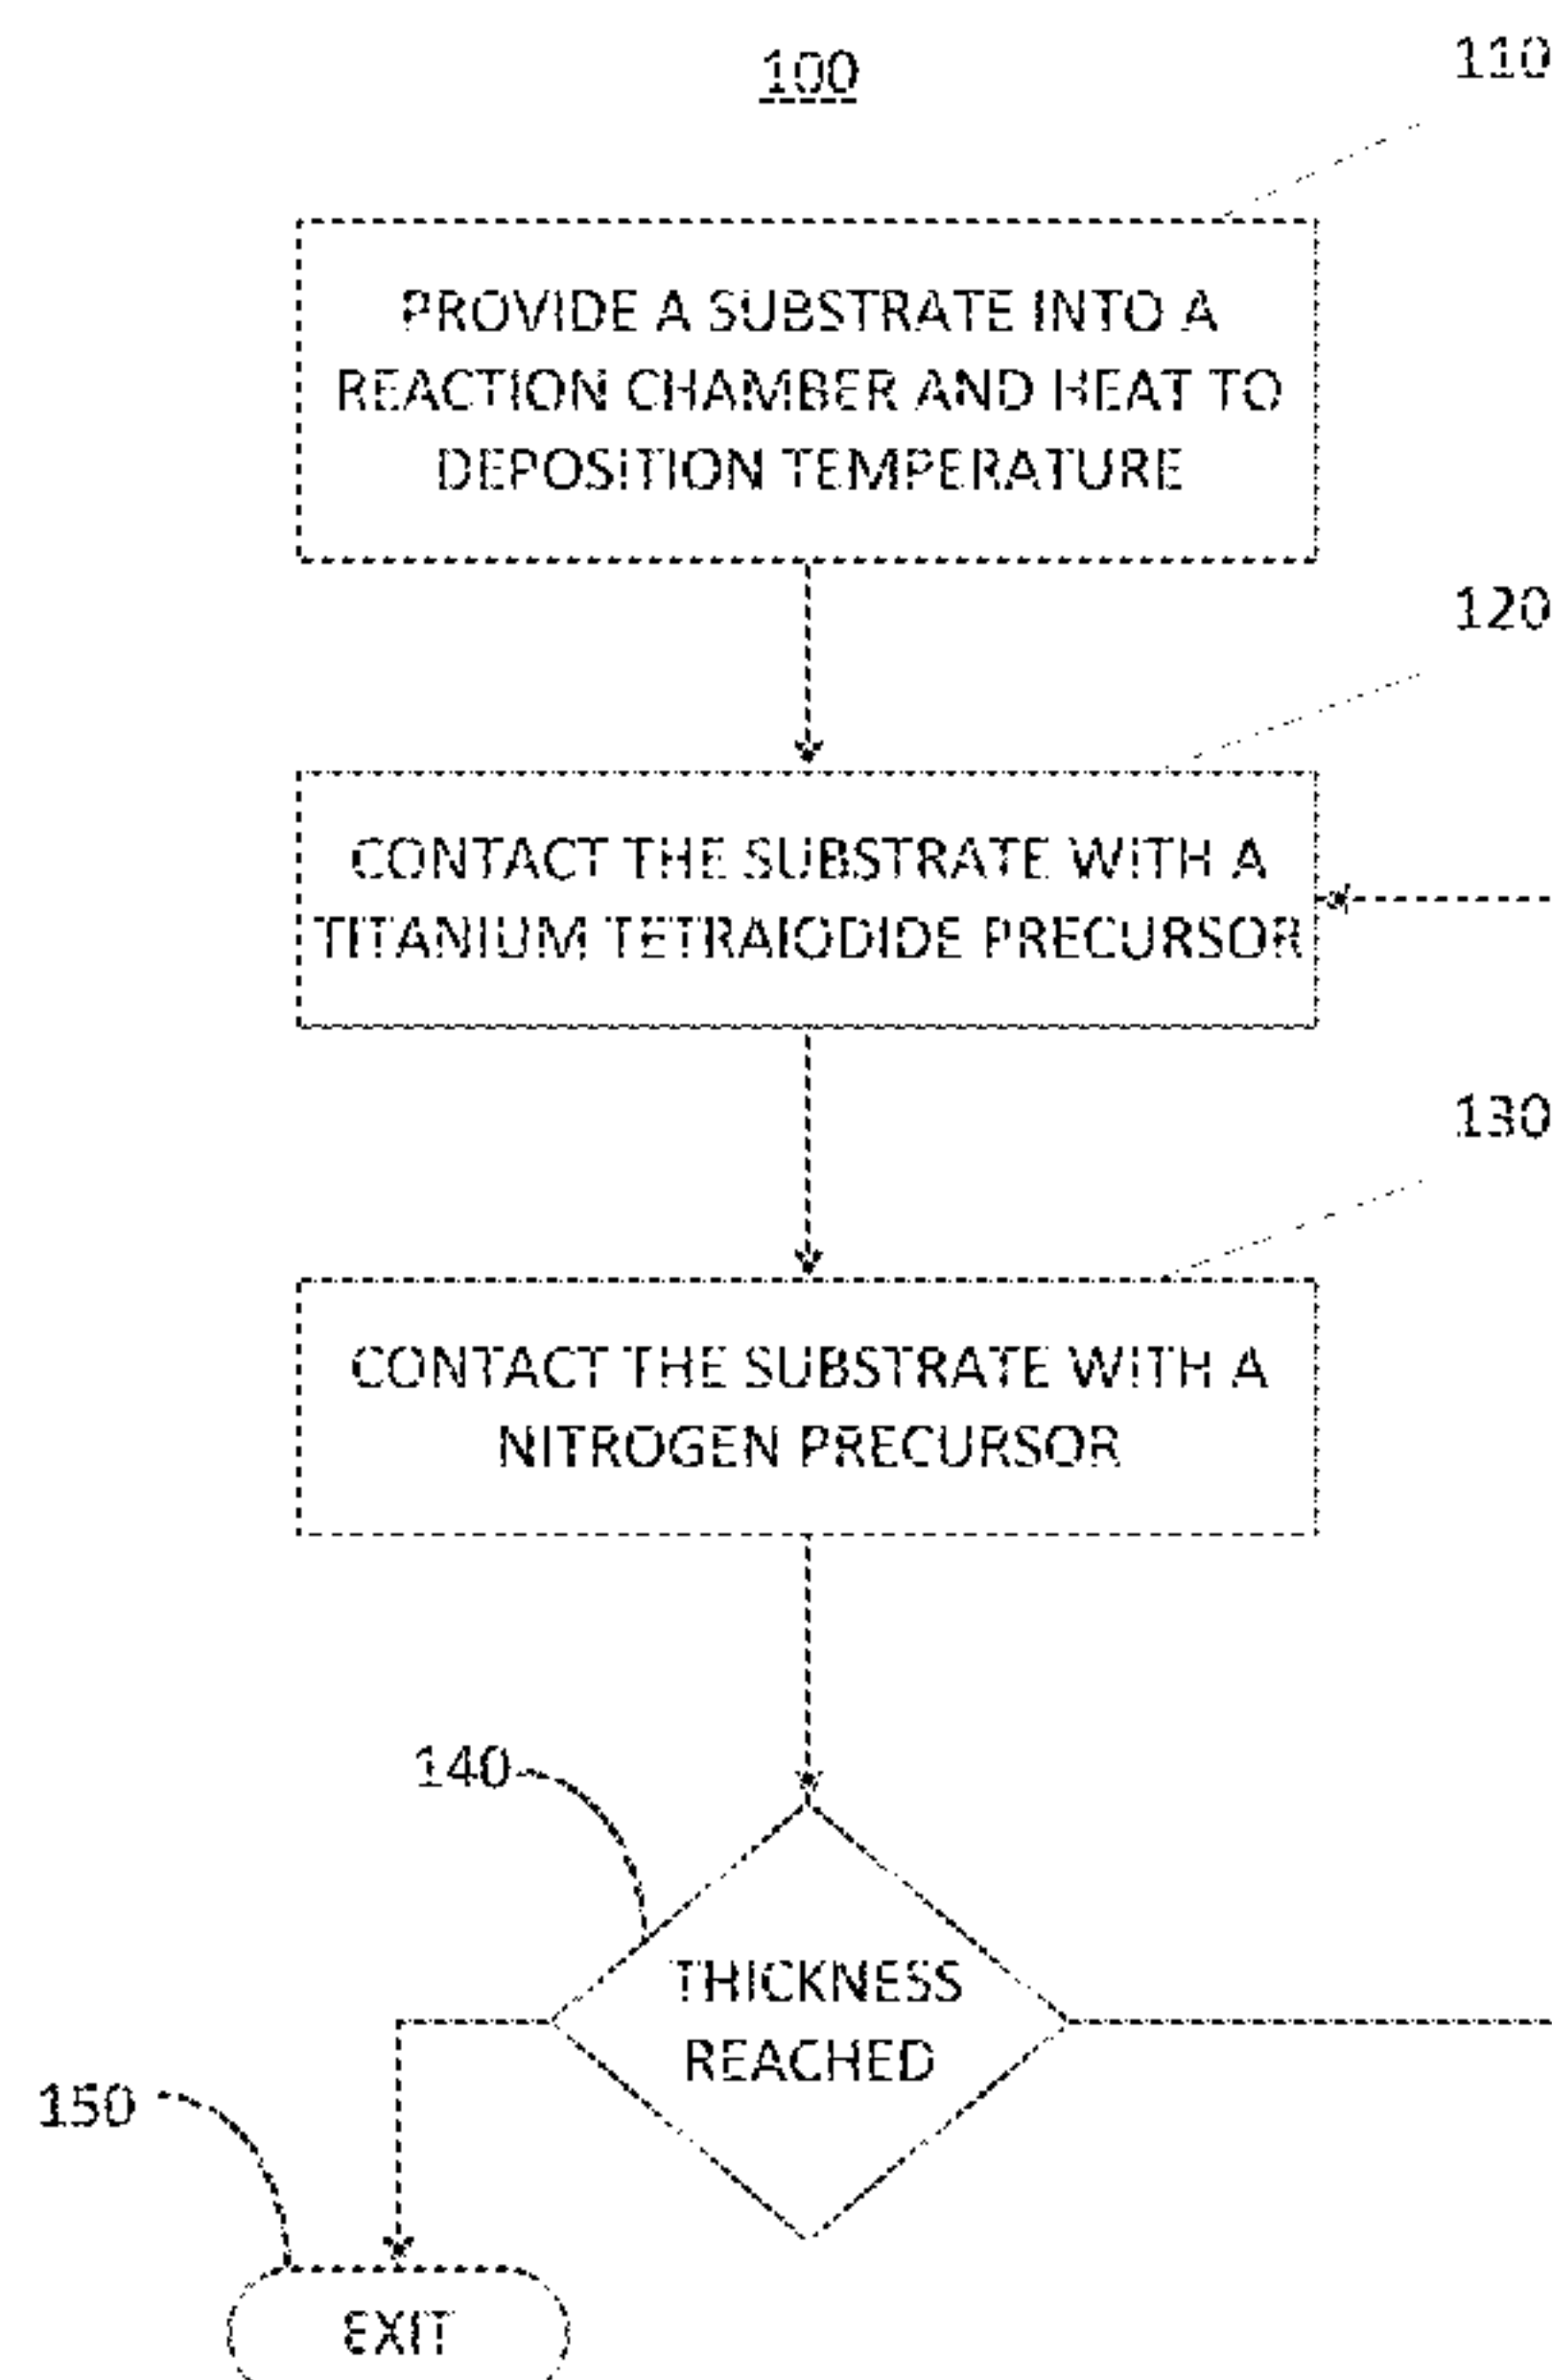 100
110
PROVIDE A SUBSTRATE INTO A
REACTION CHAMBER AND HEAT TO
DEPOSITION TEMPERATURE
120
CONTACT THE SUBSTRATE WITH A
TITANIUM TETRAIODIDE PRECURSOR
130
CONTACT THE SUBSTRATE WITH A
NITROGEN PRECURSOR
140
THICKNESS
REACHED
150
EXIT